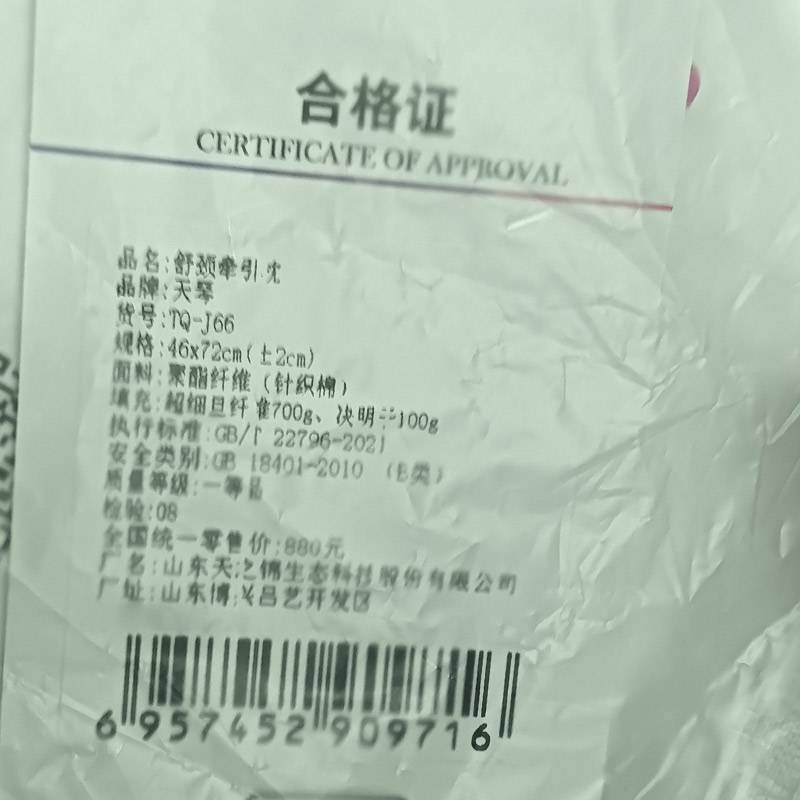 合格证
CERTIFICATE OF APPROVAL
品名:舒颈牵引枕
品牌:天琴
货号:TQ-J66
规格:46x72cm(±2cm)
面料:聚酯纤维(针织棉)
填充:超细旦纤维700g、决明子100g
执行标准:GB/T 22796-2021
安全类别:GB 18401-2010 (B类)
质量等级:一等品
检验:08
全国统一零售价:880元
厂名:山东天之锦生态科技股份有限公司
厂址:山东博兴吕艺开发区
6957452909716